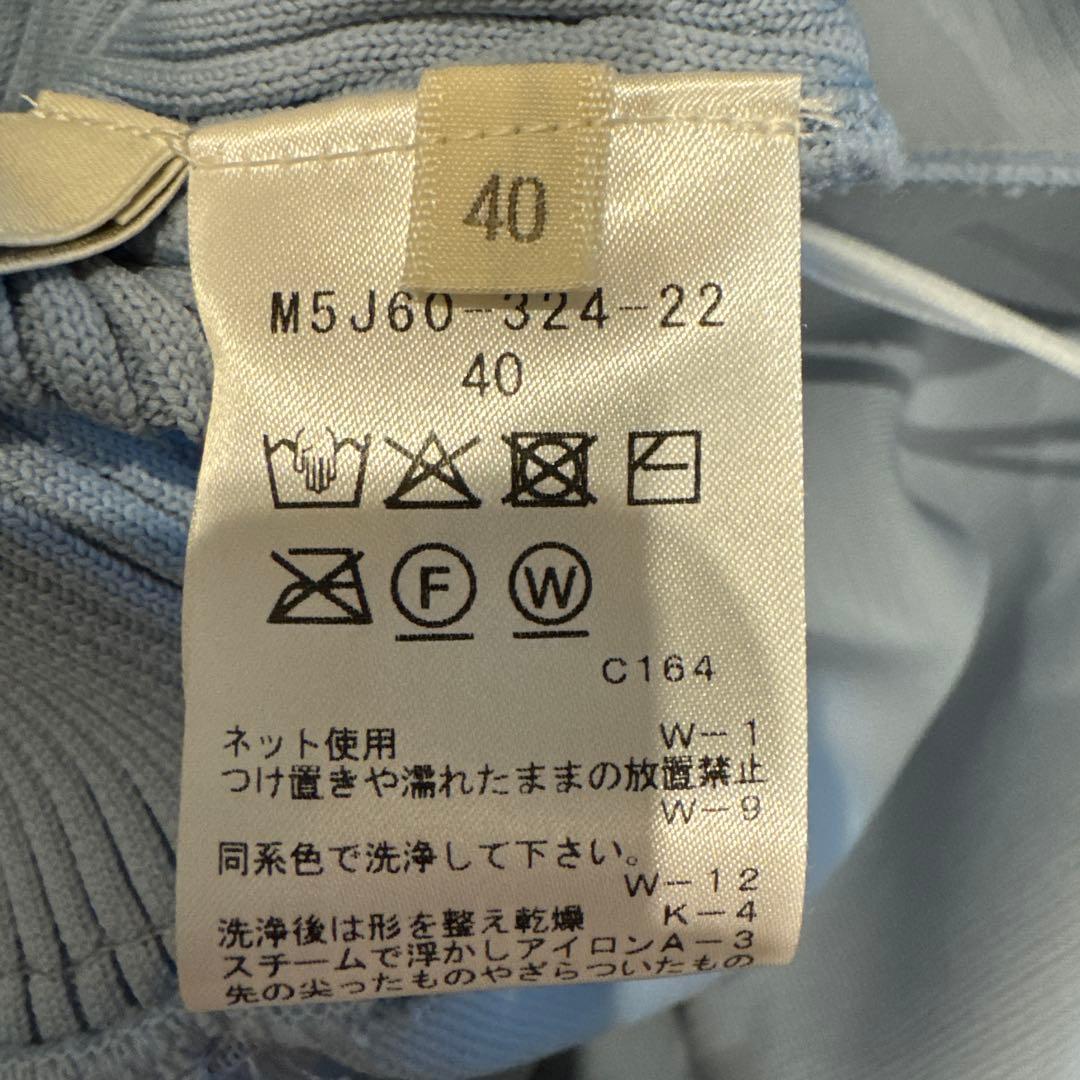 40
M5J60-324-22
40
F
W
C164
ネット使用 W-1
つけ置きや濡れたままの放置禁止
W-9
同系色で洗浄して下さい。
W-12
洗浄後は形を整え乾燥 K-4
スチームで浮かしアイロンA-3
先の尖ったものやざらついたもの